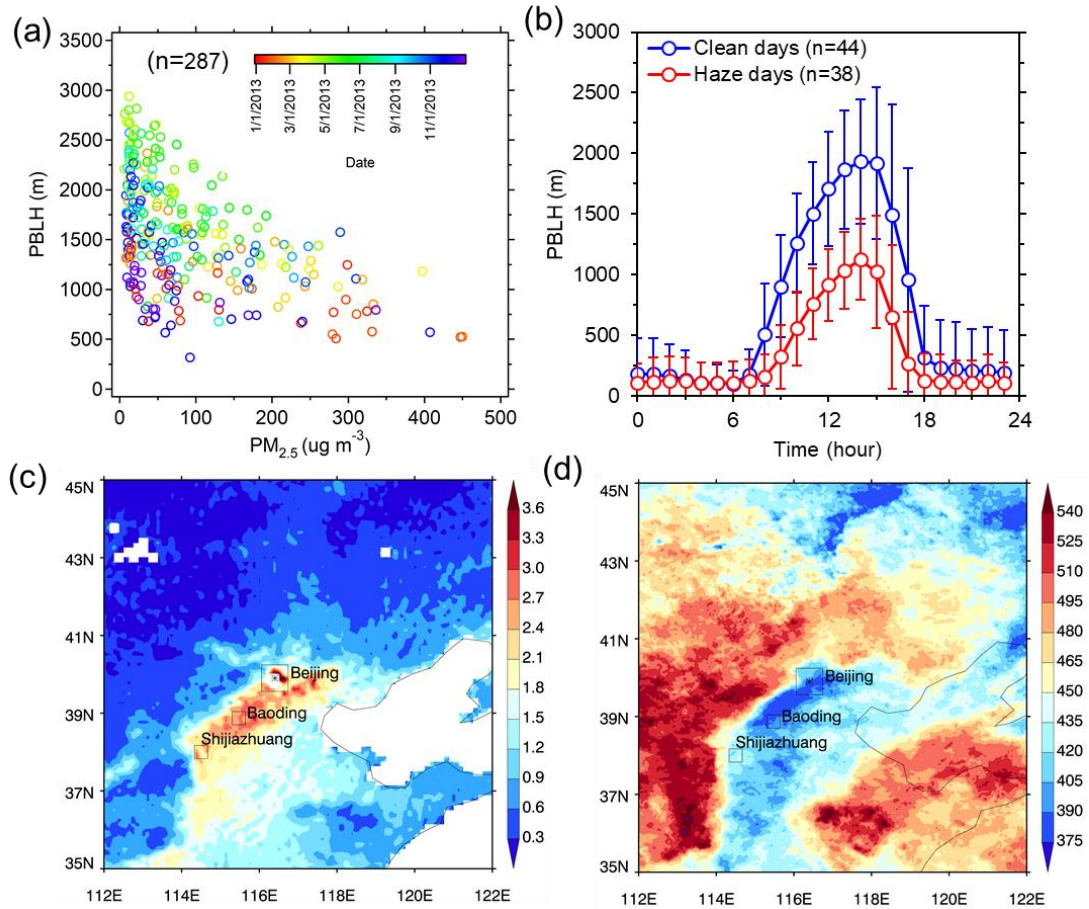 (a)
(n=287)
1/1/2013
3/1/2013
5/1/2013
7/1/2013
9/1/2013
11/1/2013
Date
3500
3000
2500
2000
1500
1000
500
0
PBLH (m)
0 100 200 300 400 500
PM2.5 (ug m-3)
(b)
Clean days (n=44)
Haze days (n=38)
3000
2500
2000
1500
1000
500
0
PBLH (m)
0 6 12 18 24
Time (hour)
(c)
45N
43N
41N
39N
37N
35N
112E 114E 116E 118E 120E 122E
Beijing
Baoding
Shijiazhuang
3.6
3.3
3.0
2.7
2.4
2.1
1.8
1.5
1.2
0.9
0.6
0.3
(d)
45N
43N
41N
39N
37N
35N
112E 114E 116E 118E 120E 122E
Beijing
Baoding
Shijiazhuang
540
525
510
495
480
465
450
435
420
405
390
375